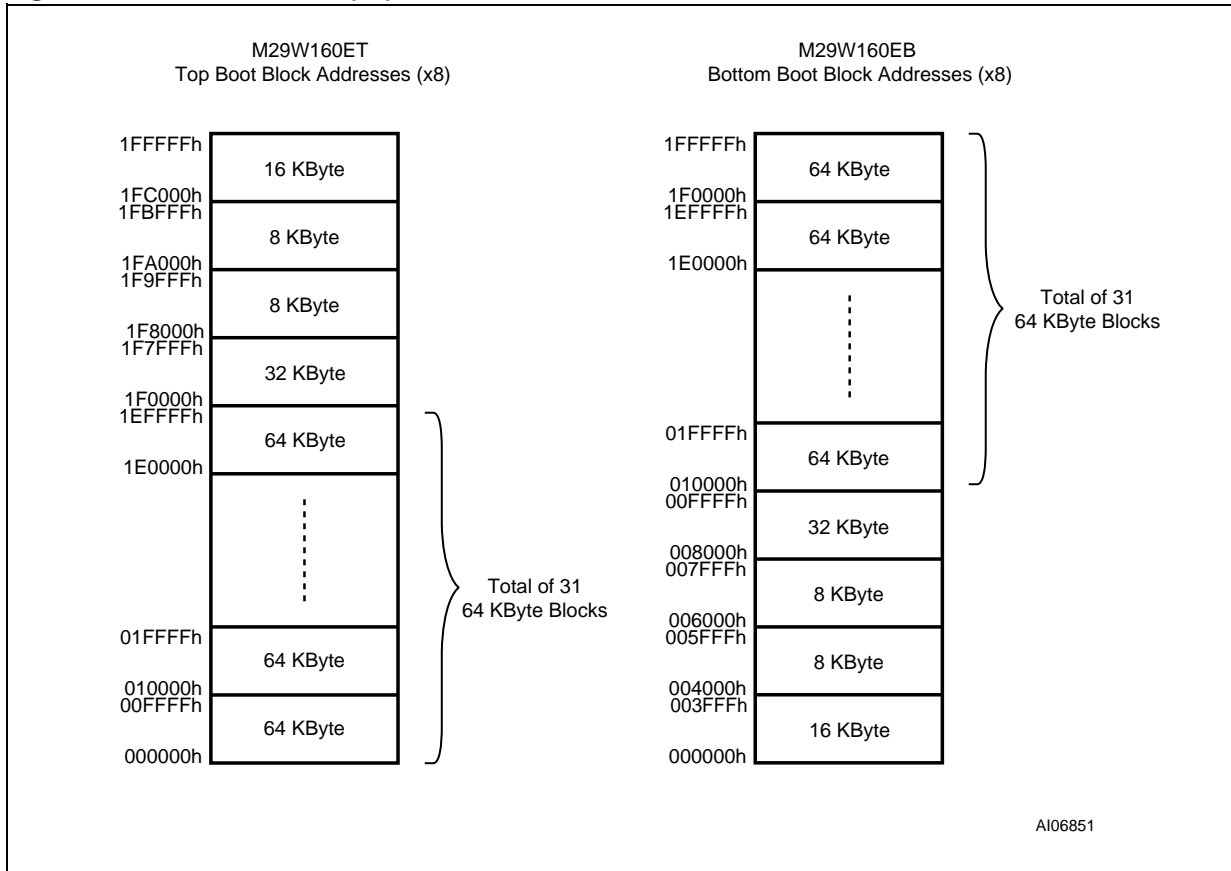 M29W160ET
Top Boot Block Addresses (x8)
1FFFFFh
16 KByte
1FC000h
1FBFFFh
8 KByte
1FA000h
1F9FFFh
8 KByte
1F8000h
1F7FFFh
32 KByte
1F0000h
1EFFFFh
64 KByte
1E0000h
Total of 31
64 KByte Blocks
01FFFFh
64 KByte
010000h
00FFFFh
64 KByte
000000h
M29W160EB
Bottom Boot Block Addresses (x8)
1FFFFFh
64 KByte
1F0000h
1EFFFFh
64 KByte
1E0000h
Total of 31
64 KByte Blocks
01FFFFh
64 KByte
010000h
00FFFFh
32 KByte
008000h
007FFFh
8 KByte
006000h
005FFFh
8 KByte
004000h
003FFFh
16 KByte
000000h
AI06851